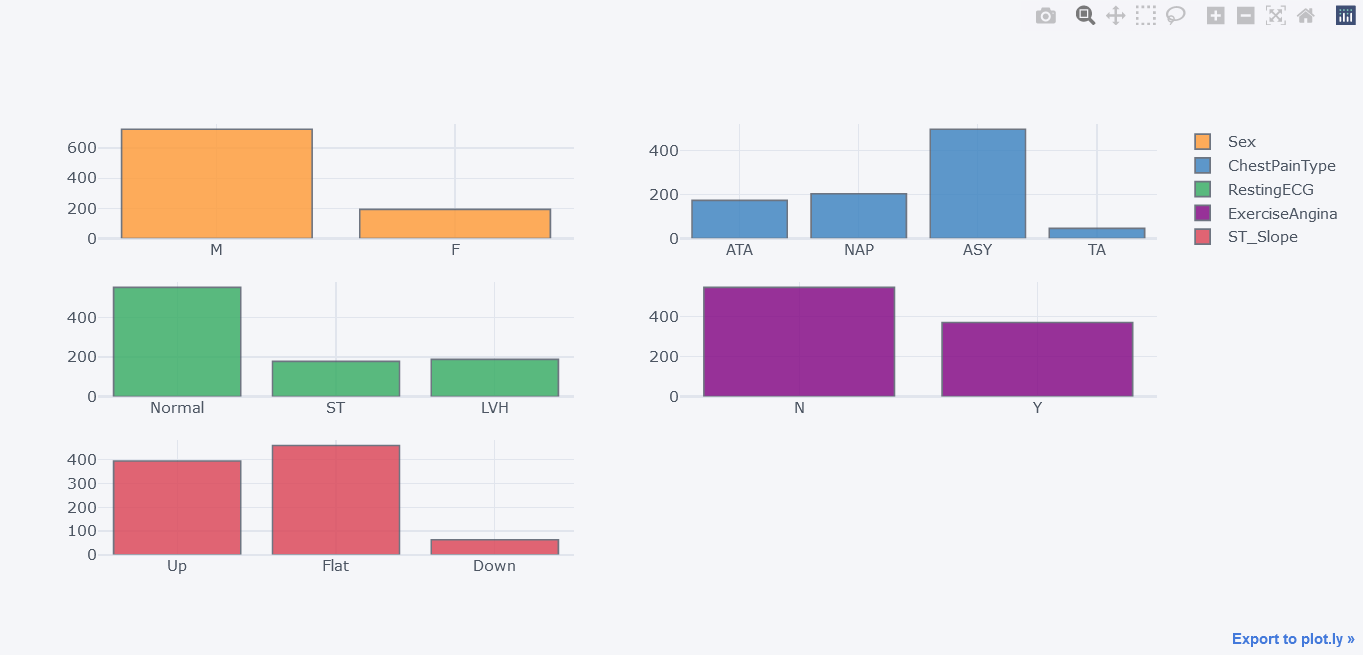 600
400
200
0
M
F
400
200
0
ATA
NAP
ASY
TA
Sex
ChestPainType
RestingECG
ExerciseAngina
ST_Slope
400
200
0
Normal
ST
LVH
400
200
0
N
Y
400
300
200
100
0
Up
Flat
Down
Export to plot.ly »